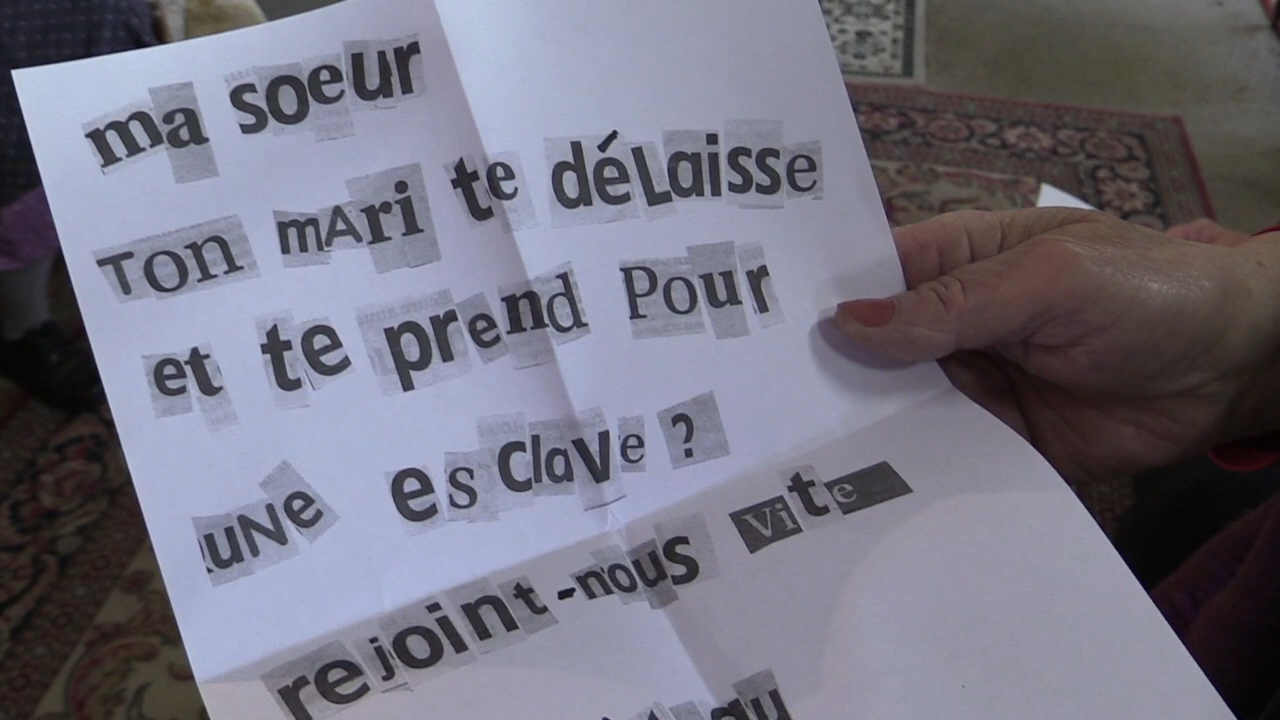 ma soeur
Ton mAri te déLaisse
et te prend Pour
uNe esClaVe ?
rejoint-nous vite